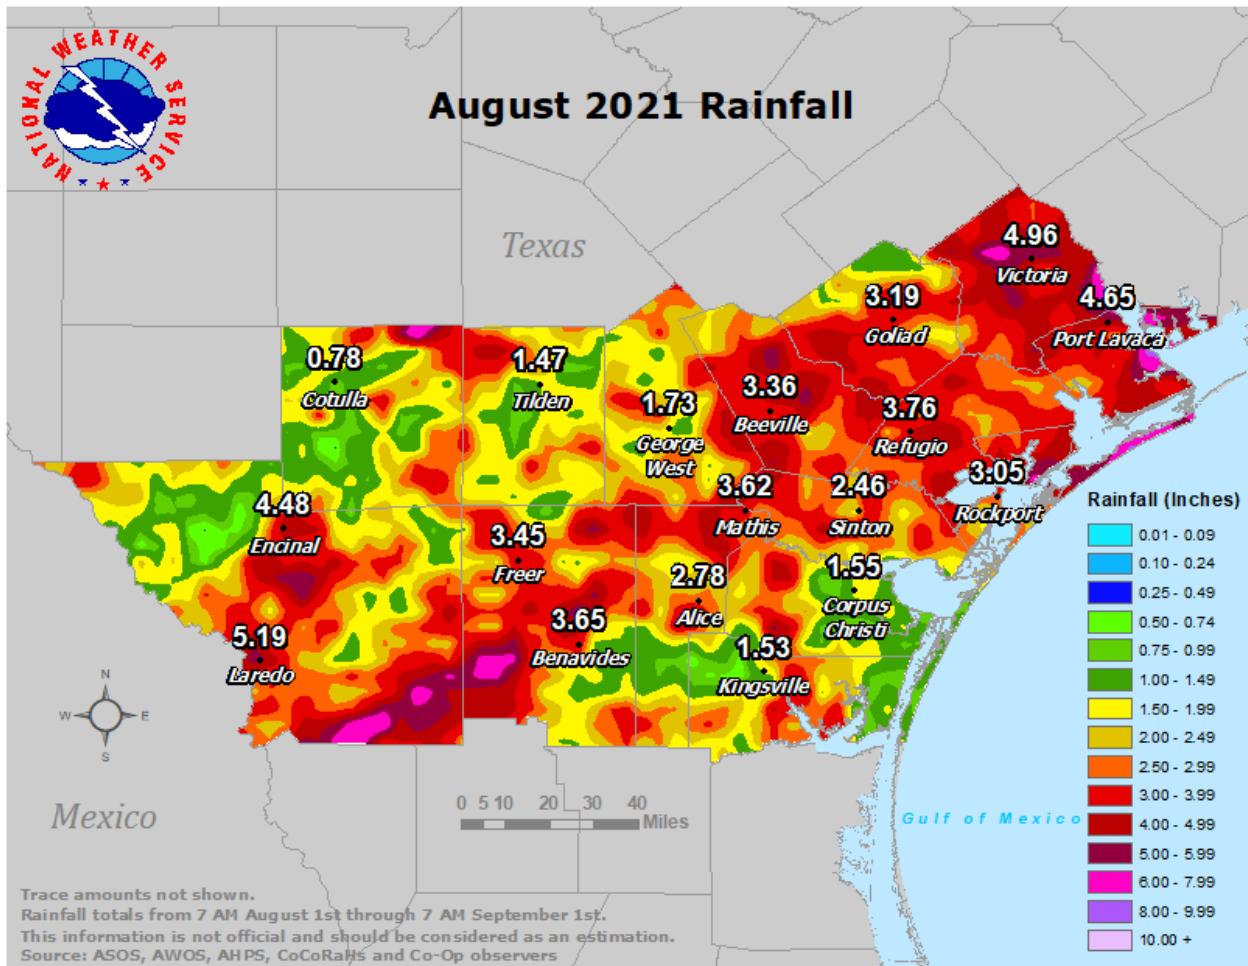 NATIONAL WEATHER SERVICE
August 2021 Rainfall
Texas
4.96
Victoria
3.19
Goliad
4.65
Port Lavaca
0.78
Cotulla
1.47
Tilden
1.73
George
West
3.36
Beeville
3.76
Refugio
4.48
Encinal
3.62
Mathis
2.46
Sinton
3.05
Rockport
3.45
Freer
2.78
Alice
1.55
Corpus
Christi
5.19
Laredo
3.65
Benavides
1.53
Kingsville
Rainfall (Inches)
0.01 - 0.09
0.10 - 0.24
0.25 - 0.49
0.50 - 0.74
0.75 - 0.99
1.00 - 1.49
1.50 - 1.99
2.00 - 2.49
2.50 - 2.99
3.00 - 3.99
4.00 - 4.99
5.00 - 5.99
6.00 - 7.99
8.00 - 9.99
10.00 +
N
W E
S
Mexico
0 5 10 20 30 40
Miles
Gulf of Mexico
Trace amounts not shown.
Rainfall totals from 7 AM August 1st through 7 AM September 1st.
This information is not official and should be considered as an estimation.
Source: ASOS, AWOS, AHPS, CoCoRaHs and Co-Op observers